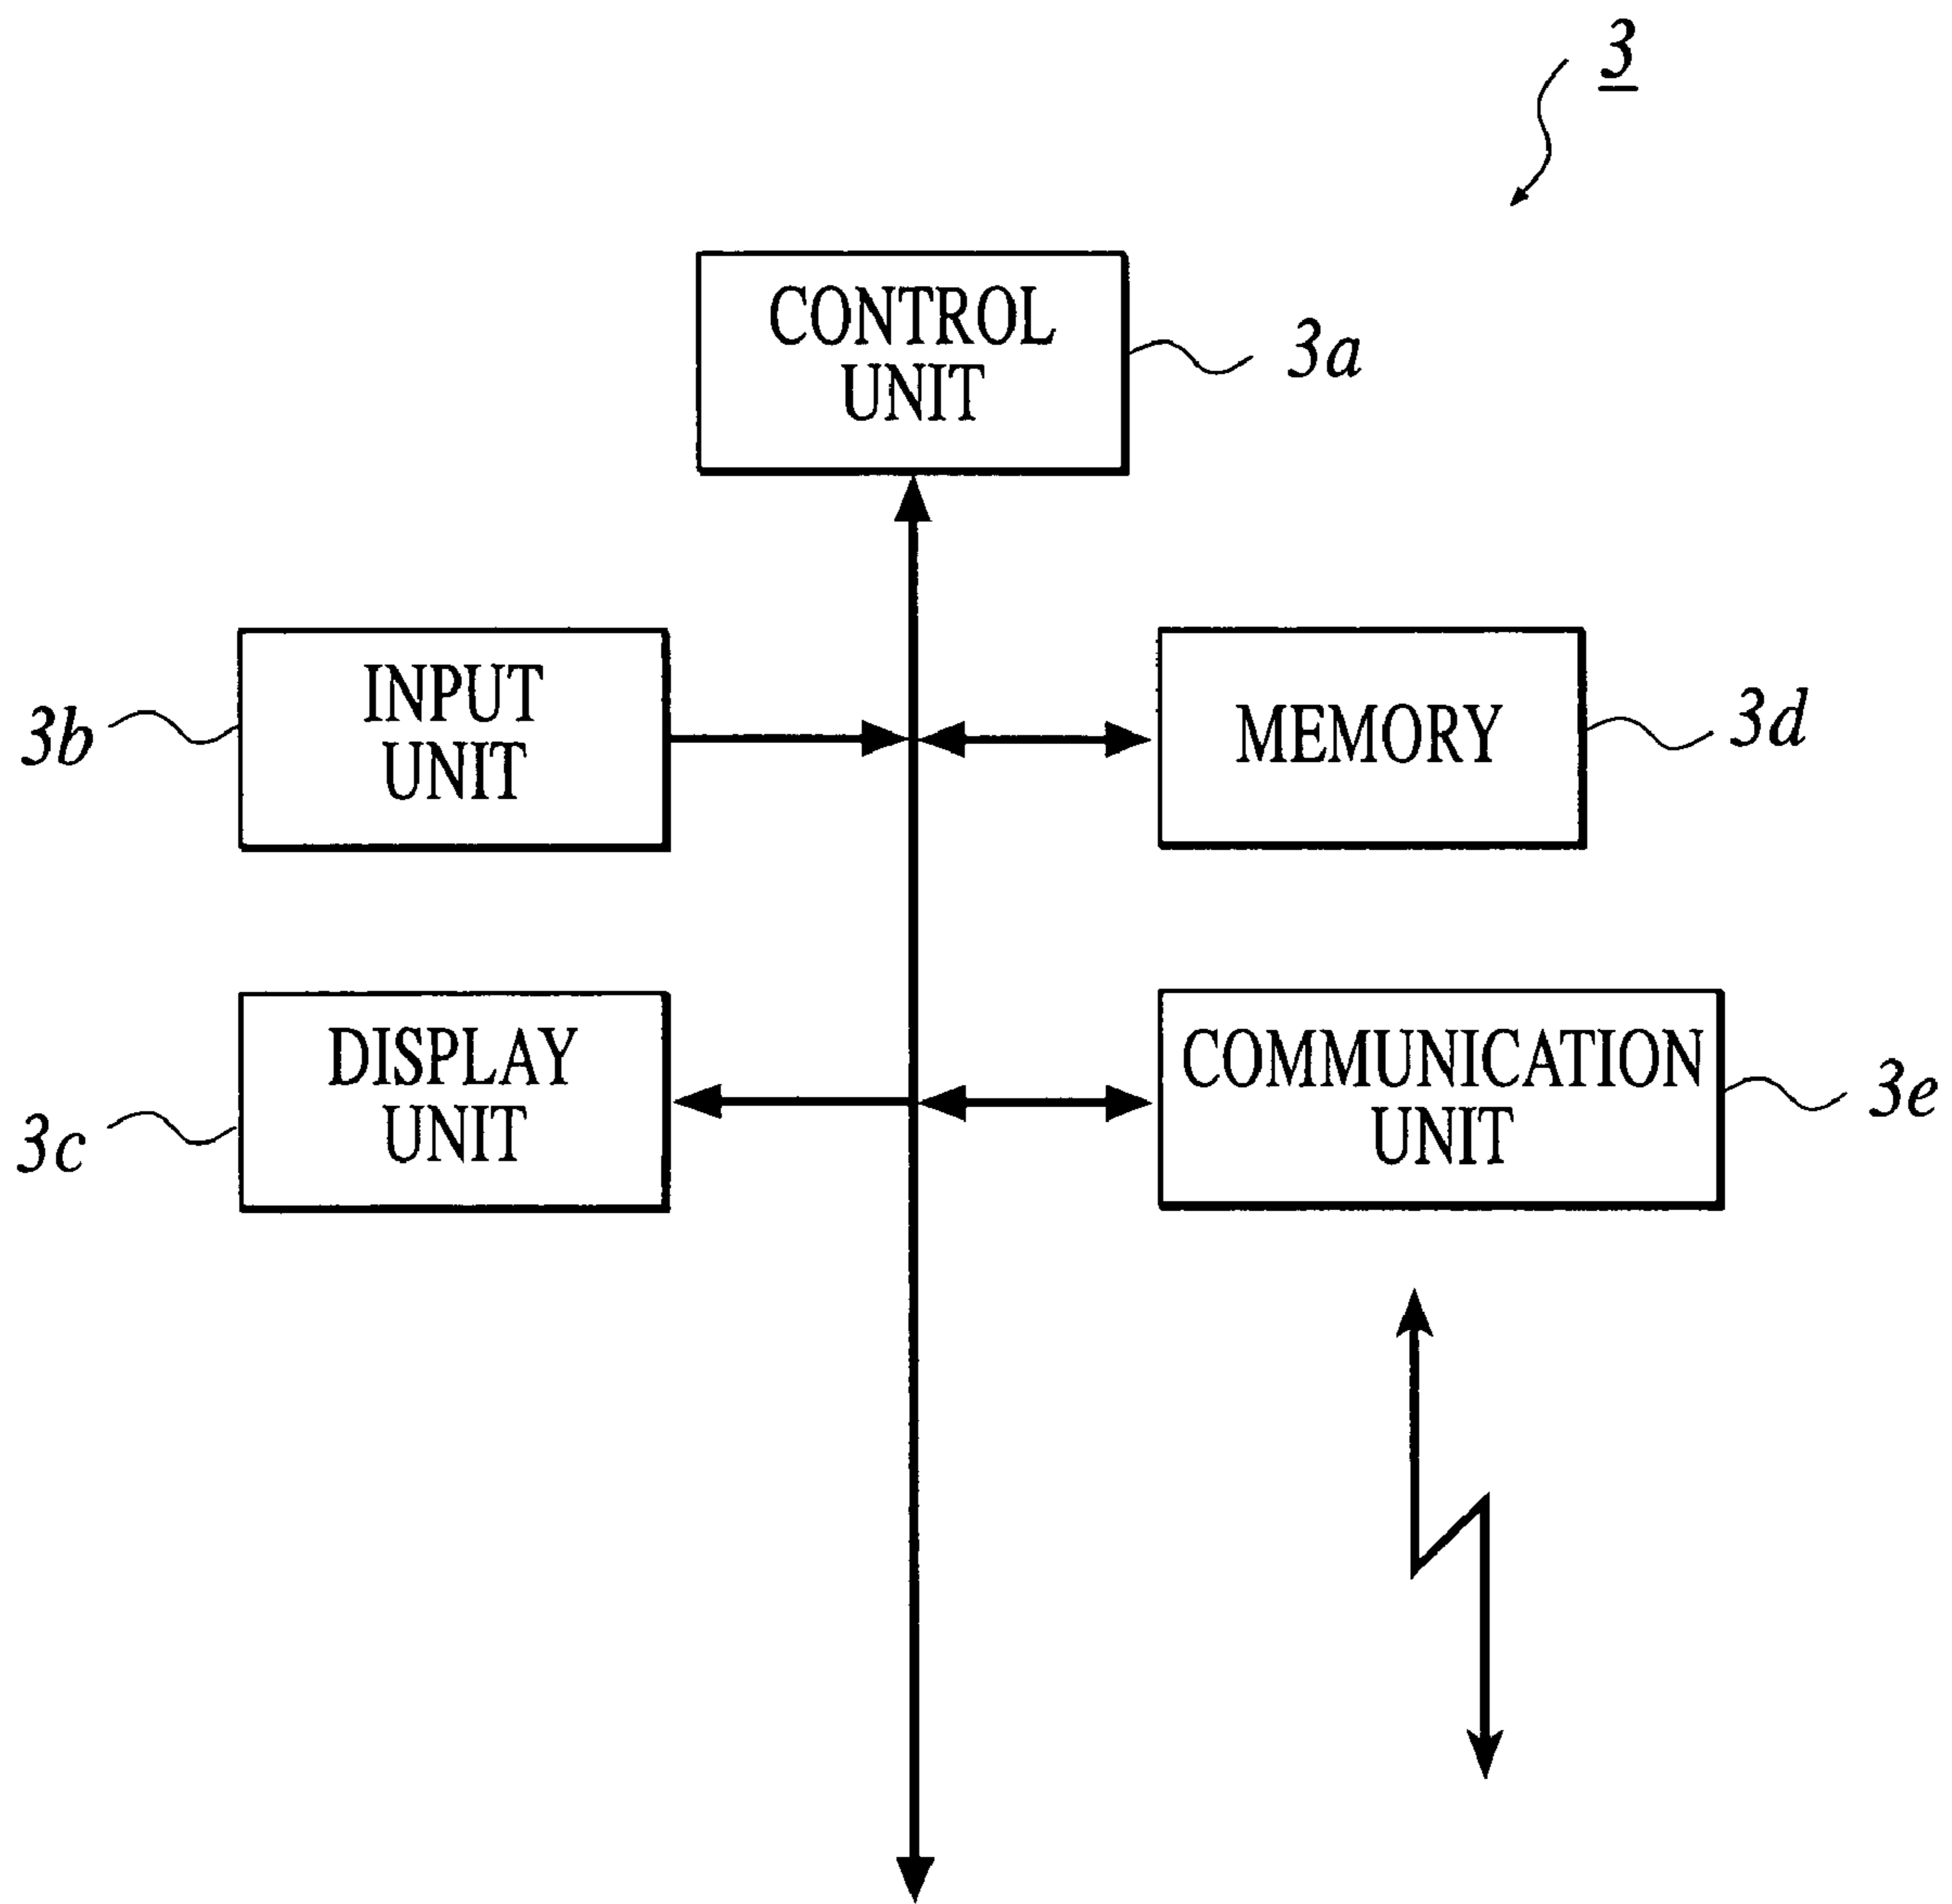 3
CONTROL
UNIT
3a
INPUT
UNIT
3b
MEMORY
3d
DISPLAY
UNIT
3c
COMMUNICATION
UNIT
3e